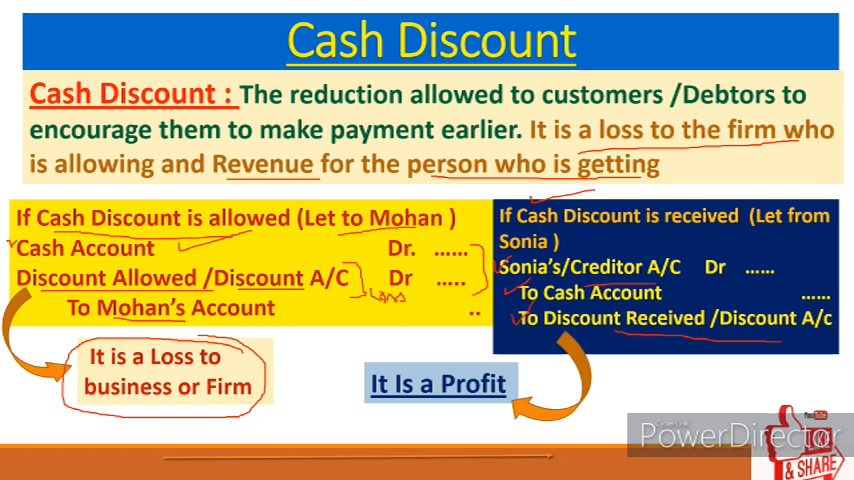 Cash Discount
Cash Discount : The reduction allowed to customers /Debtors to
encourage them to make payment earlier. It is a loss to the firm who
is allowing and Revenue for the person who is getting
If Cash Discount is allowed (Let to Mohan )
Cash Account Dr. ......
Discount Allowed /Discount A/C Dr .....
To Mohan's Account ..
If Cash Discount is received (Let from
Sonia )
Sonia's/Creditor A/C Dr ......
To Cash Account ......
To Discount Received /Discount A/c
It is a Loss to
business or Firm
It Is a Profit
CyberLink
PowerDirector
YouTube
& SHARE